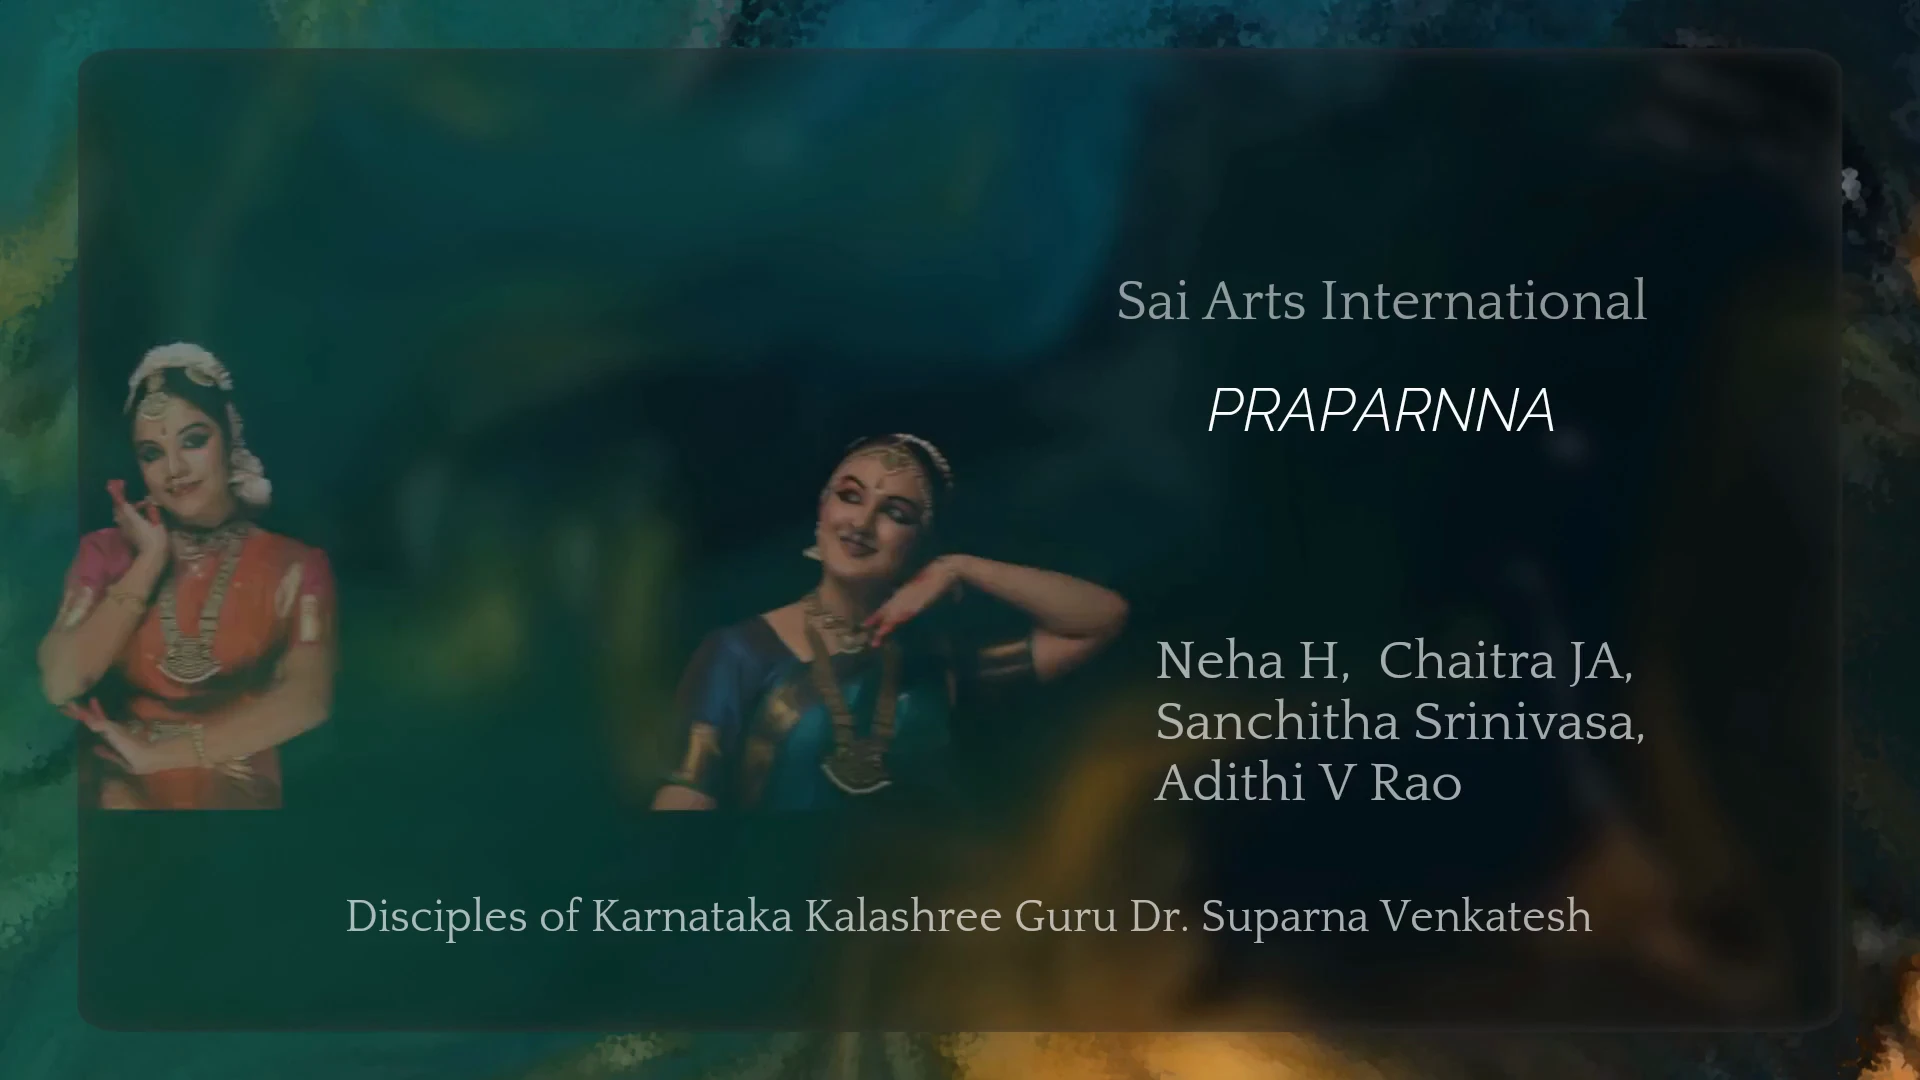 Sai Arts International
PRAPARNNA
Neha H, Chaitra JA,
Sanchitha Srinivasa,
Adithi V Rao
Disciples of Karnataka Kalashree Guru Dr. Suparna Venkatesh